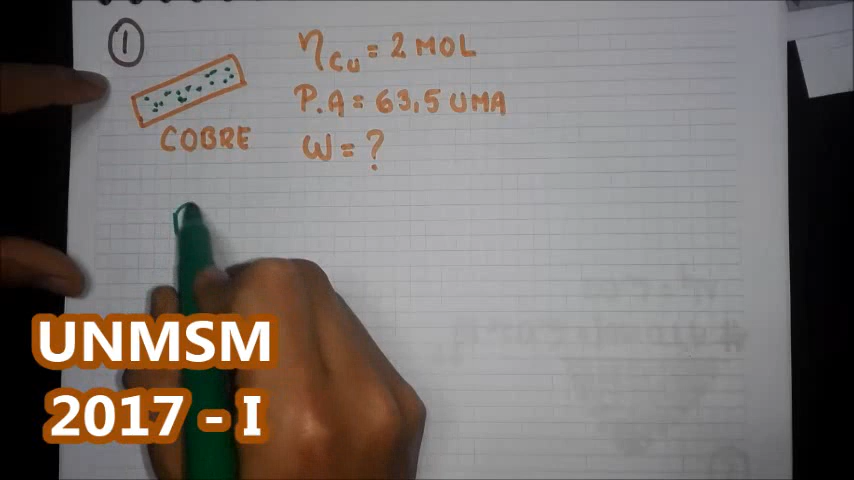 1
η Cu = 2 MOL
P.A = 63,5 UMA
COBRE
W = ?
UNMSM
2017 - I